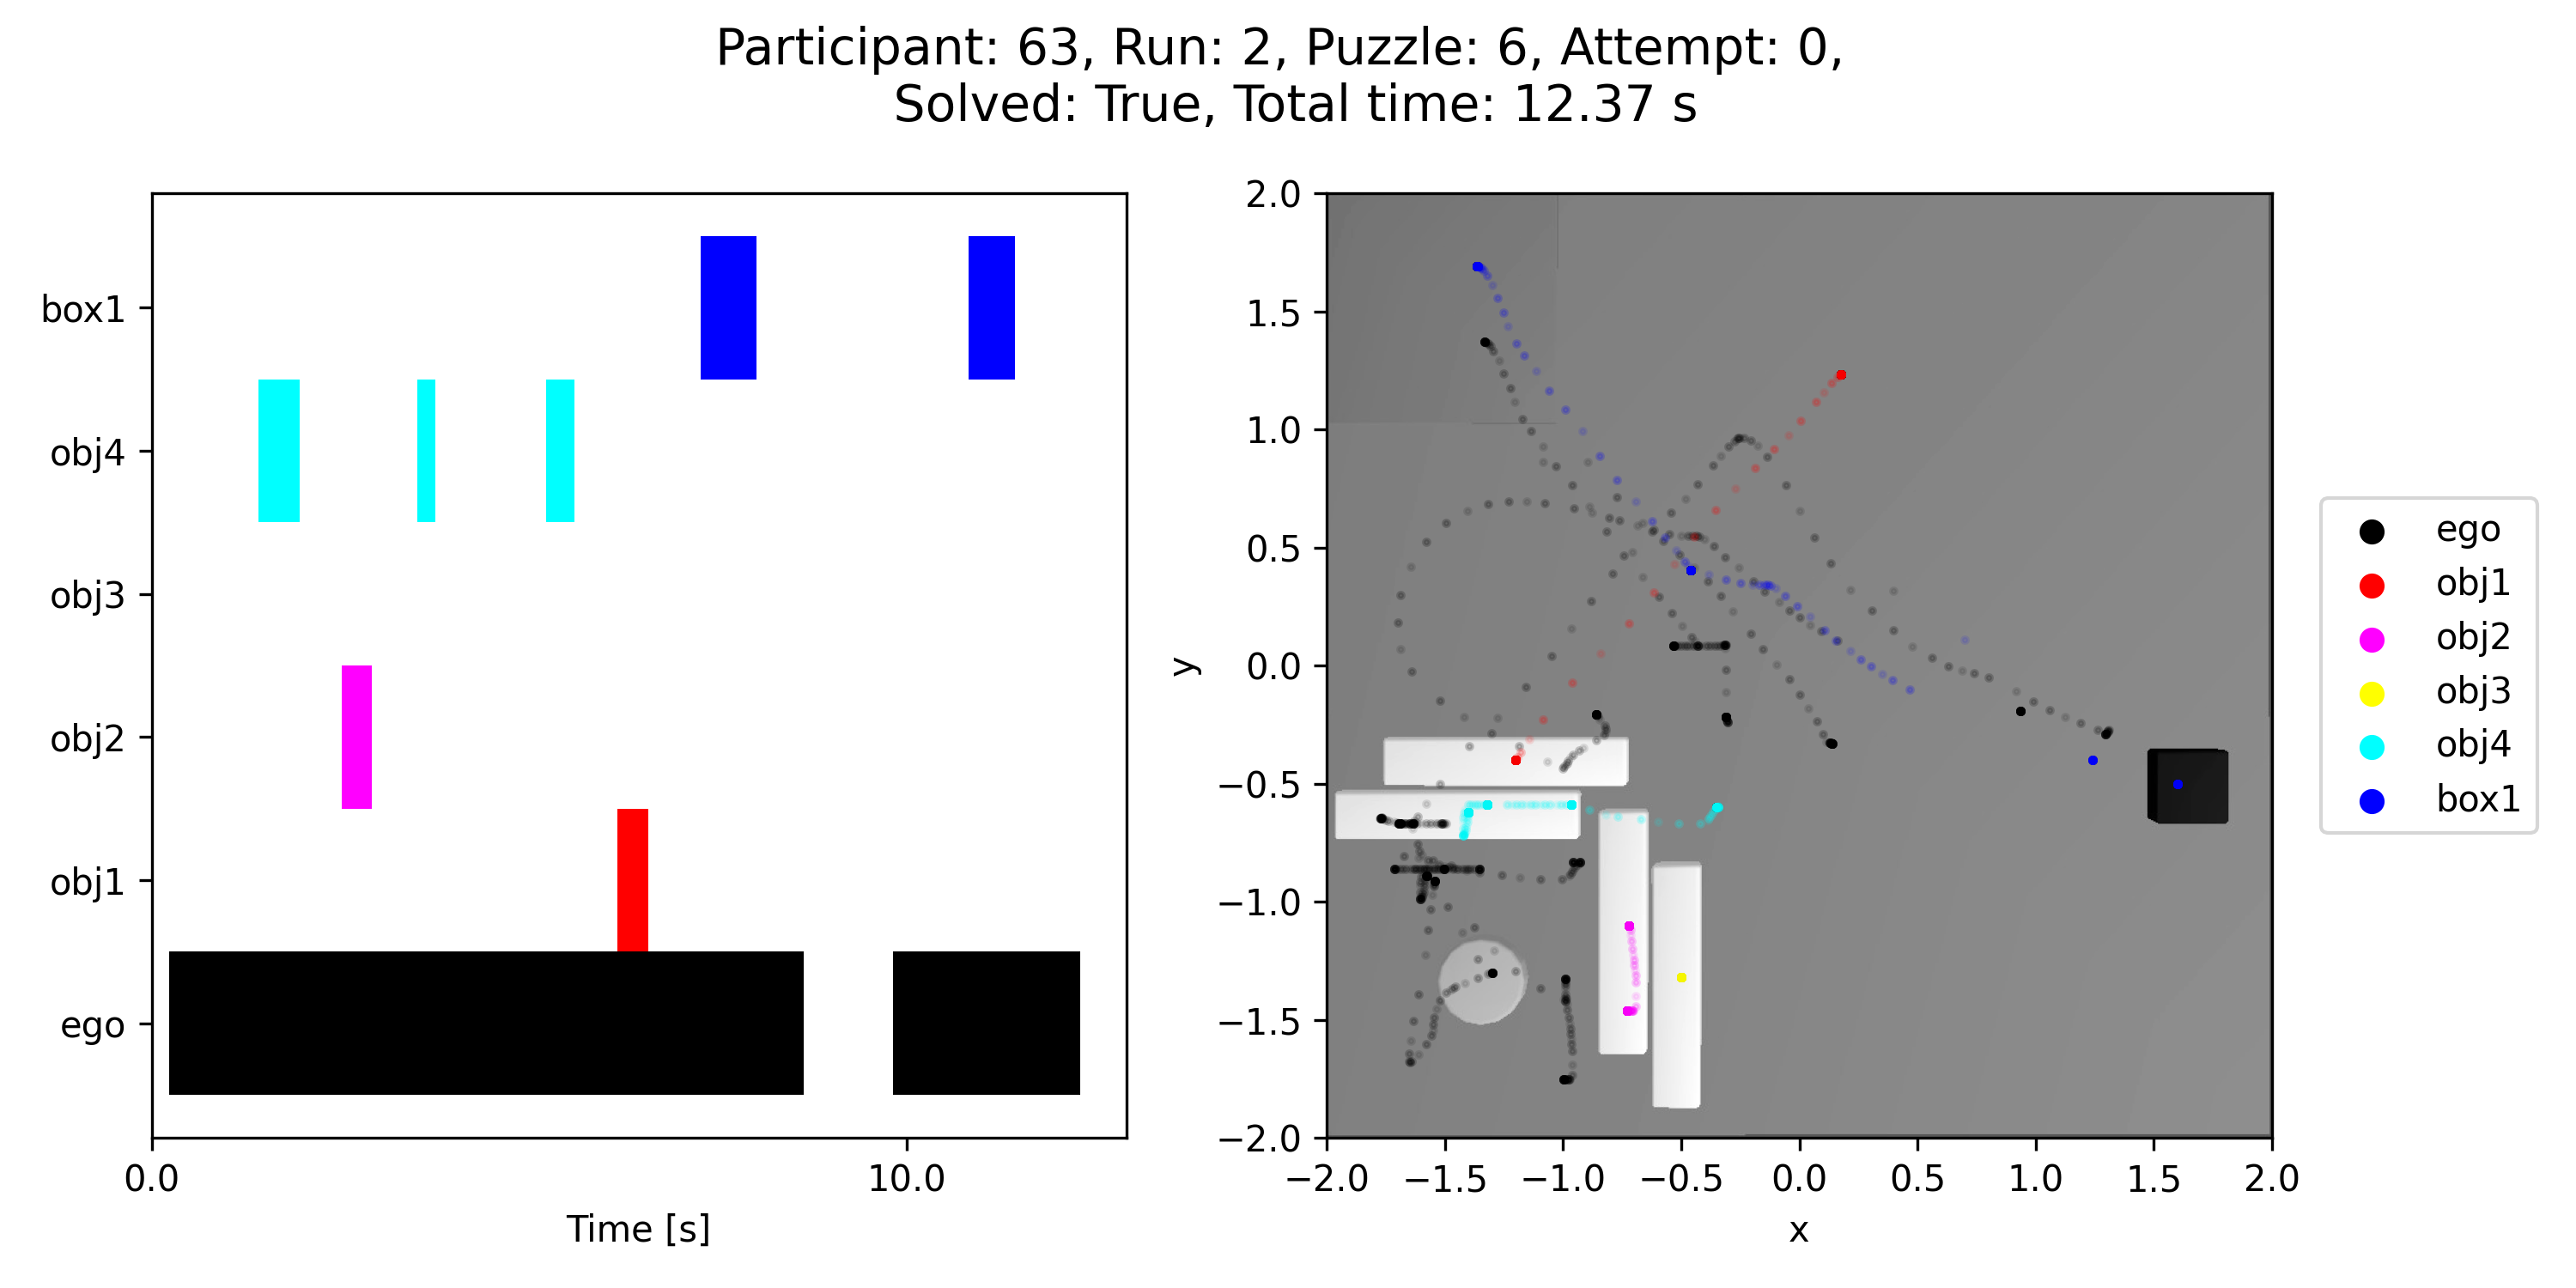 Participant: 63, Run: 2, Puzzle: 6, Attempt: 0,
Solved: True, Total time: 12.37 s
box1
obj4
obj3
obj2
obj1
ego
0.0
10.0
Time [s]
2.0
1.5
1.0
0.5
0.0
−0.5
−1.0
−1.5
−2.0
y
−2.0
−1.5
−1.0
−0.5
0.0
0.5
1.0
1.5
2.0
x
ego
obj1
obj2
obj3
obj4
box1